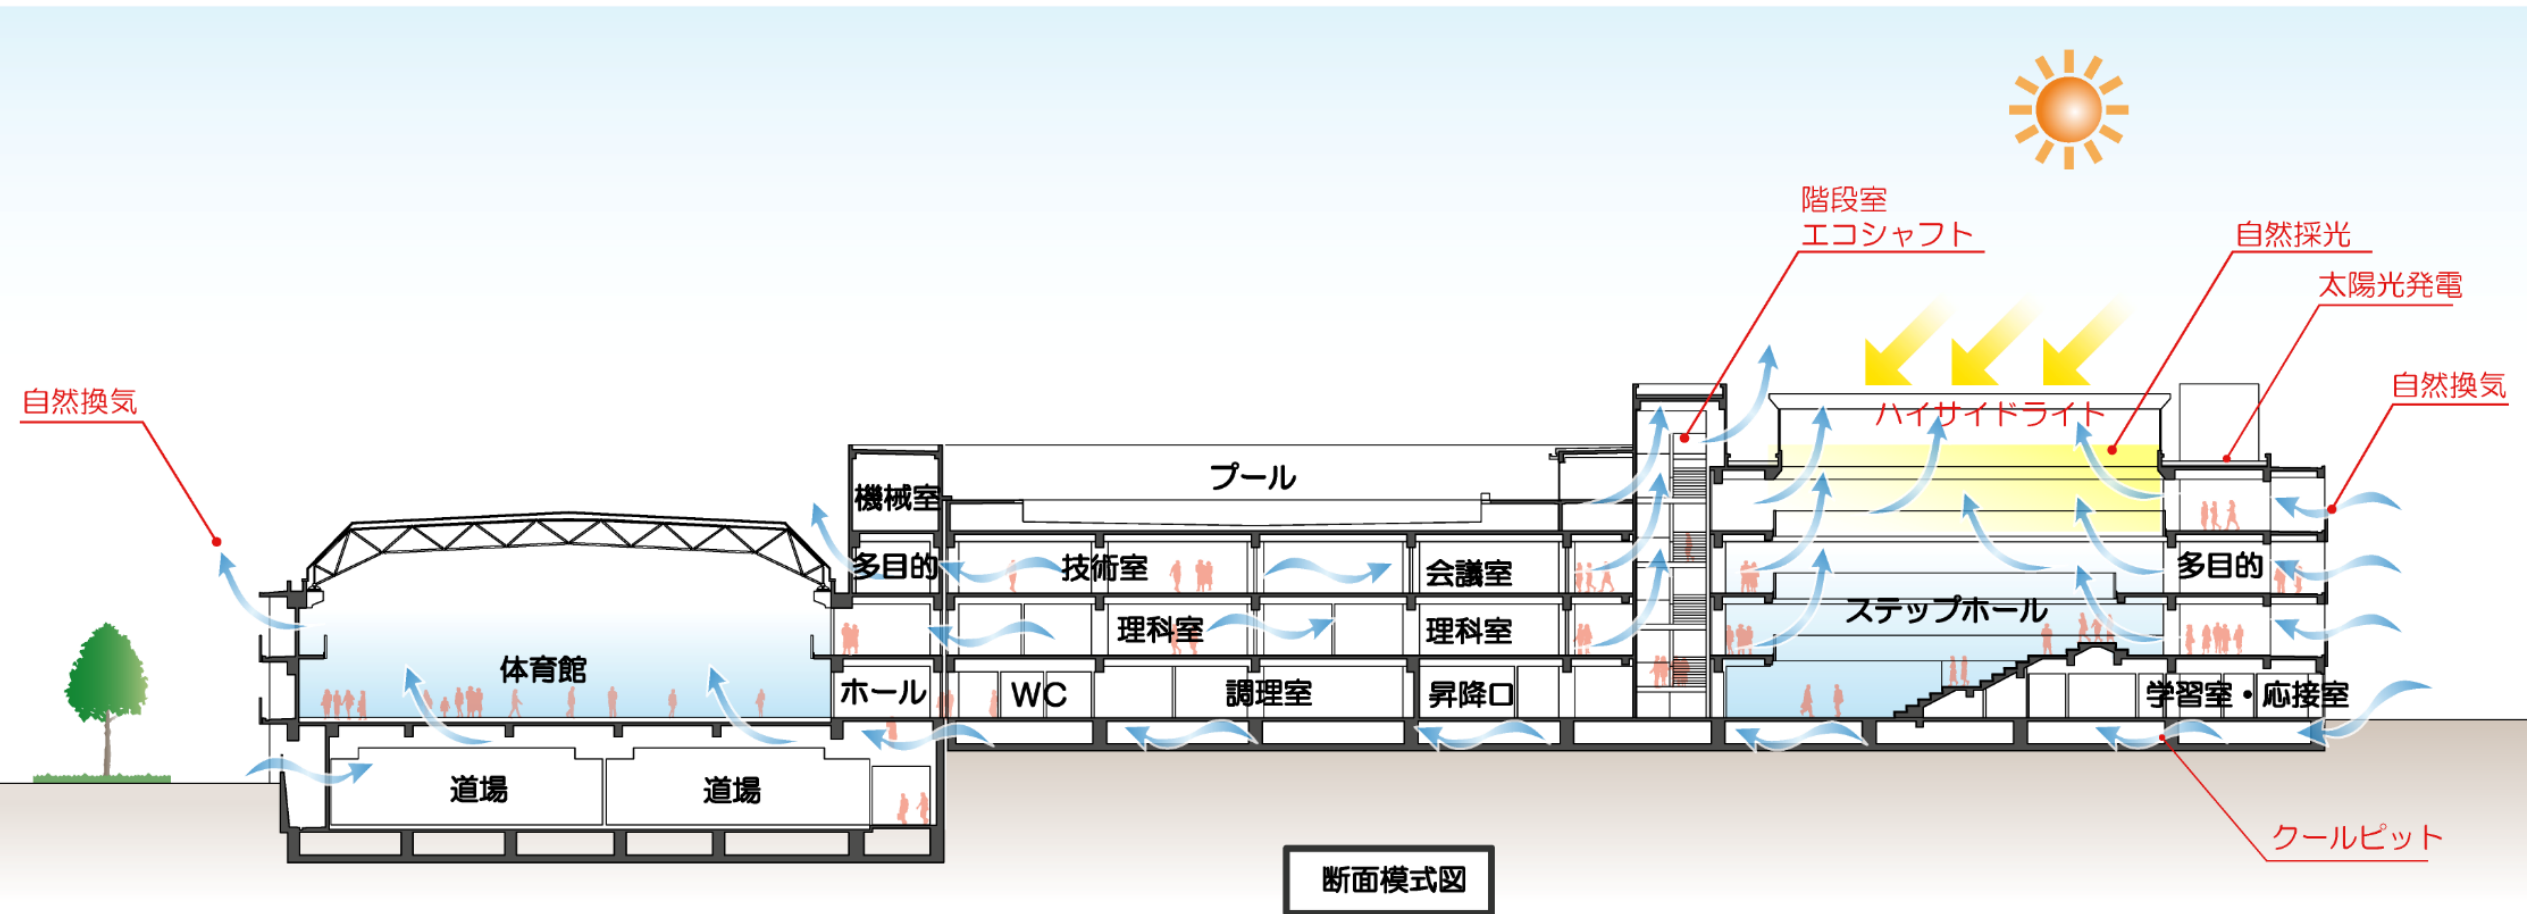 階段室
エコシャフト
自然採光
太陽光発電
自然換気
自然換気
ハイサイドライト
プール
機械室
多目的
技術室
会議室
多目的
ステップホール
理科室
理科室
体育館
ホール
WC
調理室
昇降口
学習室・応接室
道場
道場
クールピット
断面模式図